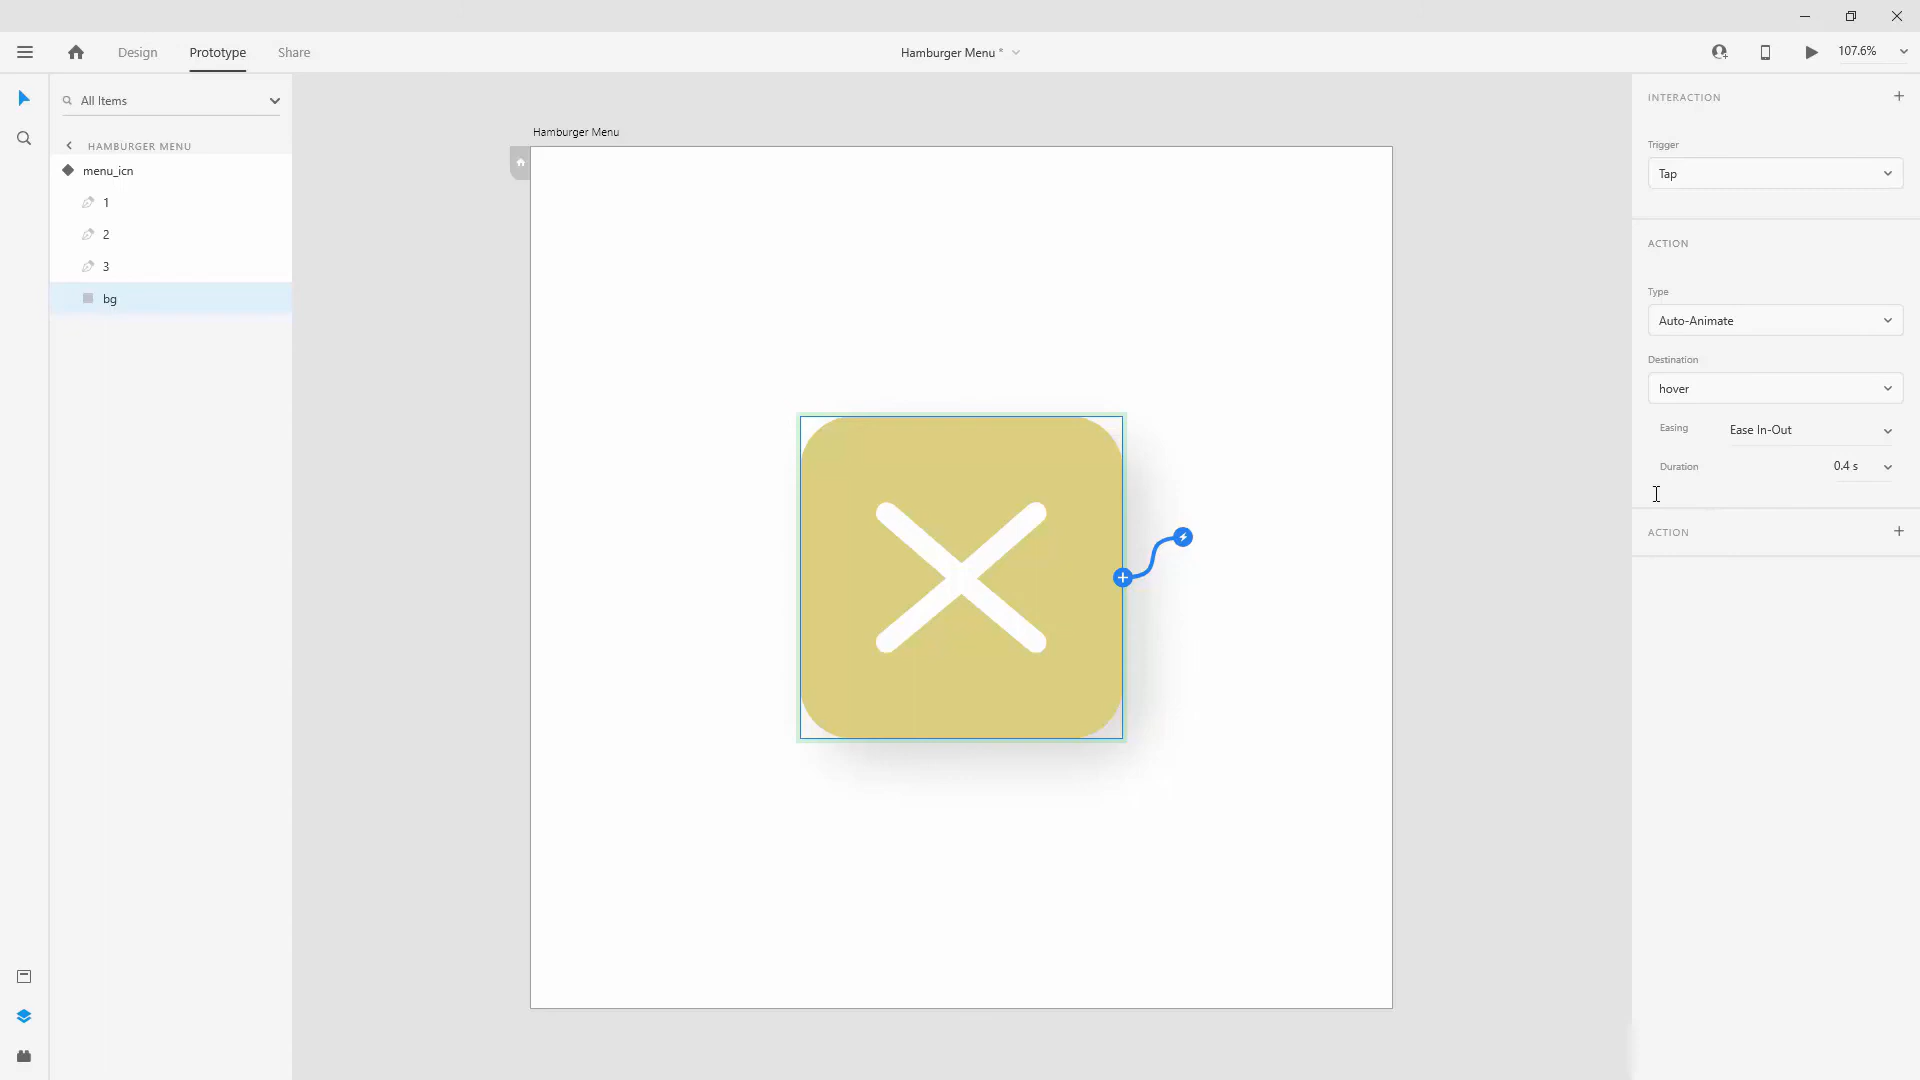 Design
Prototype
Share
Hamburger Menu *
107.6%
All Items
HAMBURGER MENU
menu_icn
1
2
3
bg
Hamburger Menu
INTERACTION
Trigger
Tap
ACTION
Type
Auto-Animate
Destination
hover
Easing Ease In-Out
Duration 0.4 s
ACTION